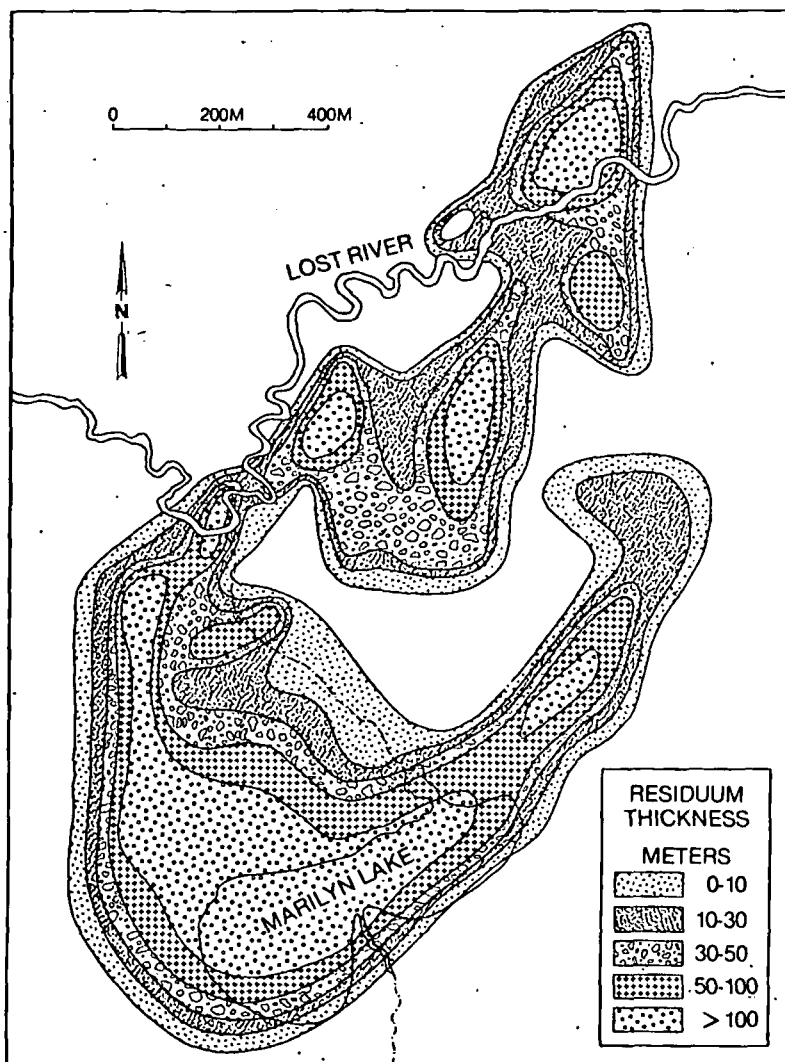 0 200M 400M
LOST RIVER
N
MARILYN LAKE
RESIDUUM
THICKNESS
METERS
0-10
10-30
30-50
50-100
> 100